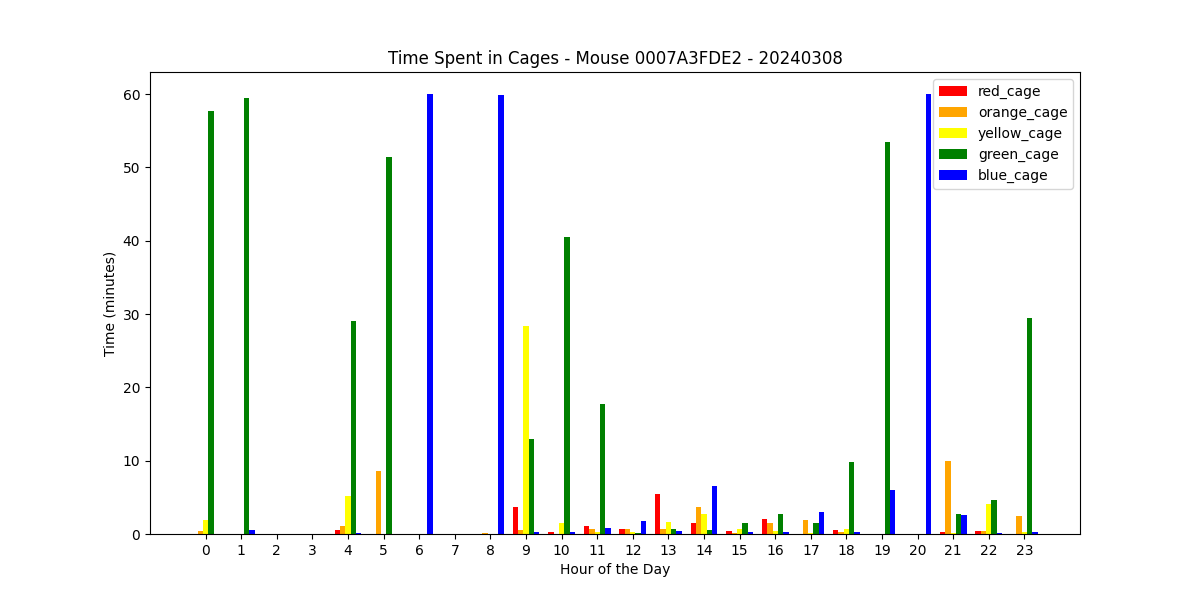 Time Spent in Cages - Mouse 0007A3FDE2 - 20240308
60
50
40
30
20
10
0
Time (minutes)
red_cage
orange_cage
yellow_cage
green_cage
blue_cage
0 1 2 3 4 5 6 7 8 9 10 11 12 13 14 15 16 17 18 19 20 21 22 23
Hour of the Day